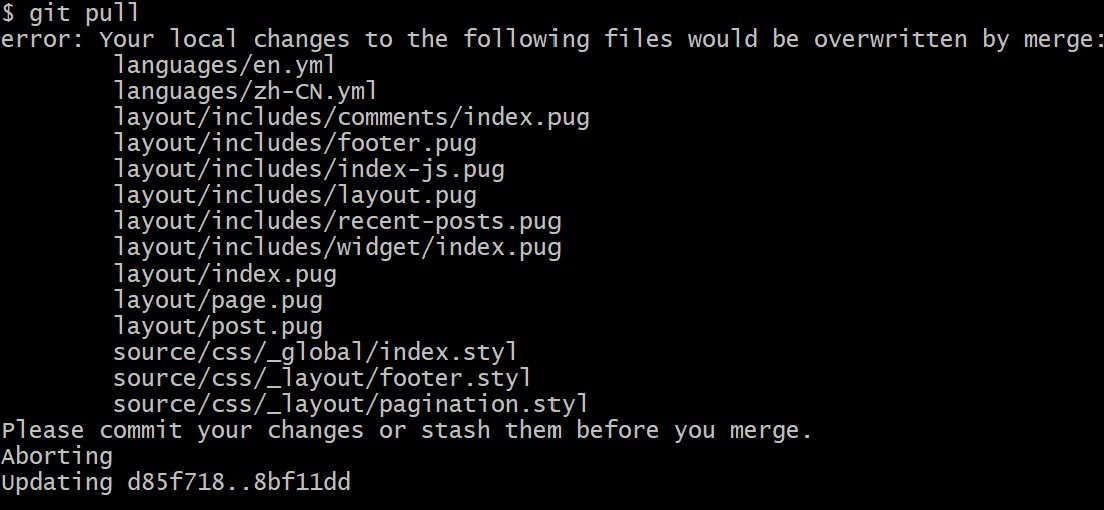 $ git pull
error: Your local changes to the following files would be overwritten by merge:
languages/en.yml
languages/zh-CN.yml
layout/includes/comments/index.pug
layout/includes/footer.pug
layout/includes/index-js.pug
layout/includes/layout.pug
layout/includes/recent-posts.pug
layout/includes/widget/index.pug
layout/index.pug
layout/page.pug
layout/post.pug
source/css/_global/index.styl
source/css/_layout/footer.styl
source/css/_layout/pagination.styl
Please commit your changes or stash them before you merge.
Aborting
Updating d85f718..8bf11dd